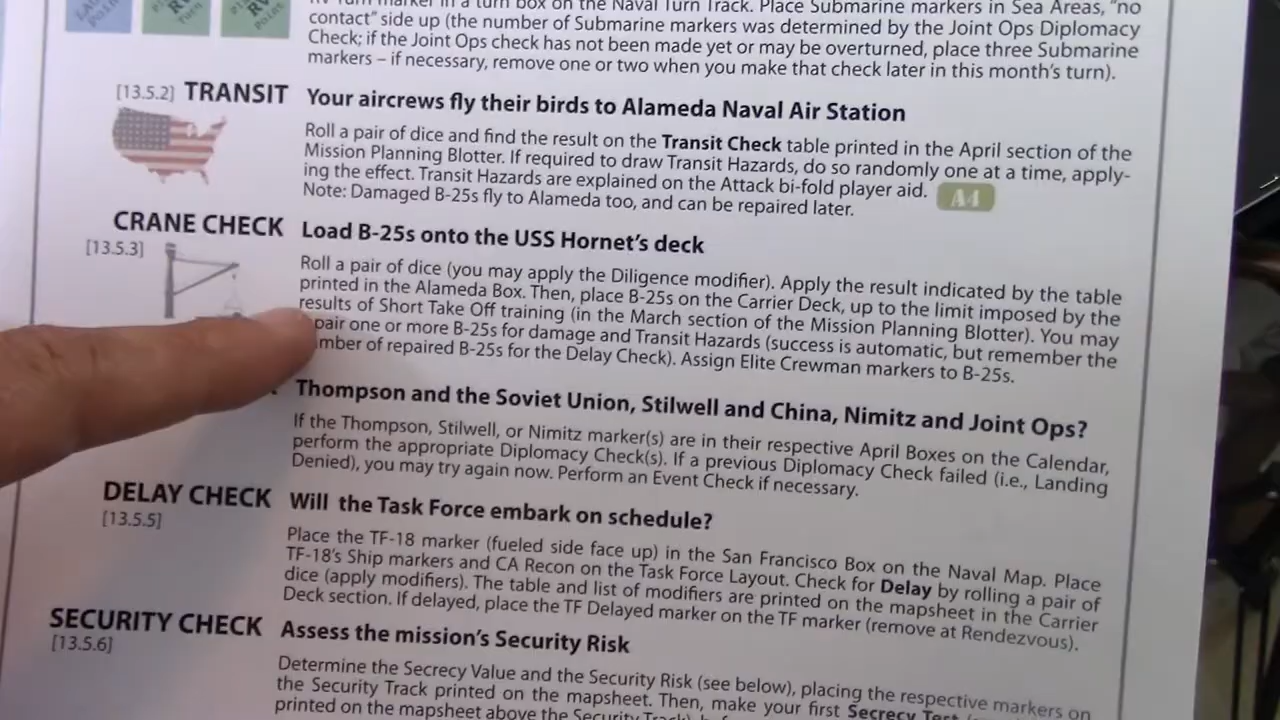 RV Turn marker in a turn box on the Naval Turn Track. Place Submarine markers in Sea Areas, "no
contact" side up (the number of Submarine markers was determined by the Joint Ops Diplomacy
Check; if the Joint Ops check has not been made yet or may be overturned, place three Submarine
markers – if necessary, remove one or two when you make that check later in this month's turn).
[13.5.2] TRANSIT Your aircrews fly their birds to Alameda Naval Air Station
Roll a pair of dice and find the result on the Transit Check table printed in the April section of the
Mission Planning Blotter. If required to draw Transit Hazards, do so randomly one at a time, apply-
ing the effect. Transit Hazards are explained on the Attack bi-fold player aid. A4
Note: Damaged B-25s fly to Alameda too, and can be repaired later.
CRANE CHECK Load B-25s onto the USS Hornet's deck
[13.5.3]
Roll a pair of dice (you may apply the Diligence modifier). Apply the result indicated by the table
printed in the Alameda Box. Then, place B-25s on the Carrier Deck, up to the limit imposed by the
results of Short Take Off training (in the March section of the Mission Planning Blotter). You may
pair one or more B-25s for damage and Transit Hazards (success is automatic, but remember the
mber of repaired B-25s for the Delay Check). Assign Elite Crewman markers to B-25s.
Thompson and the Soviet Union, Stilwell and China, Nimitz and Joint Ops?
If the Thompson, Stilwell, or Nimitz marker(s) are in their respective April Boxes on the Calendar,
perform the appropriate Diplomacy Check(s). If a previous Diplomacy Check failed (i.e., Landing
Denied), you may try again now. Perform an Event Check if necessary.
DELAY CHECK Will the Task Force embark on schedule?
[13.5.5]
Place the TF-18 marker (fueled side face up) in the San Francisco Box on the Naval Map. Place
TF-18's Ship markers and CA Recon on the Task Force Layout. Check for Delay by rolling a pair of
dice (apply modifiers). The table and list of modifiers are printed on the mapsheet in the Carrier
Deck section. If delayed, place the TF Delayed marker on the TF marker (remove at Rendezvous).
SECURITY CHECK Assess the mission's Security Risk
[13.5.6]
Determine the Secrecy Value and the Security Risk (see below), placing the respective markers on
the Security Track printed on the mapsheet. Then, make your first Secrecy Test
printed on the mapsheet above the Security Track)